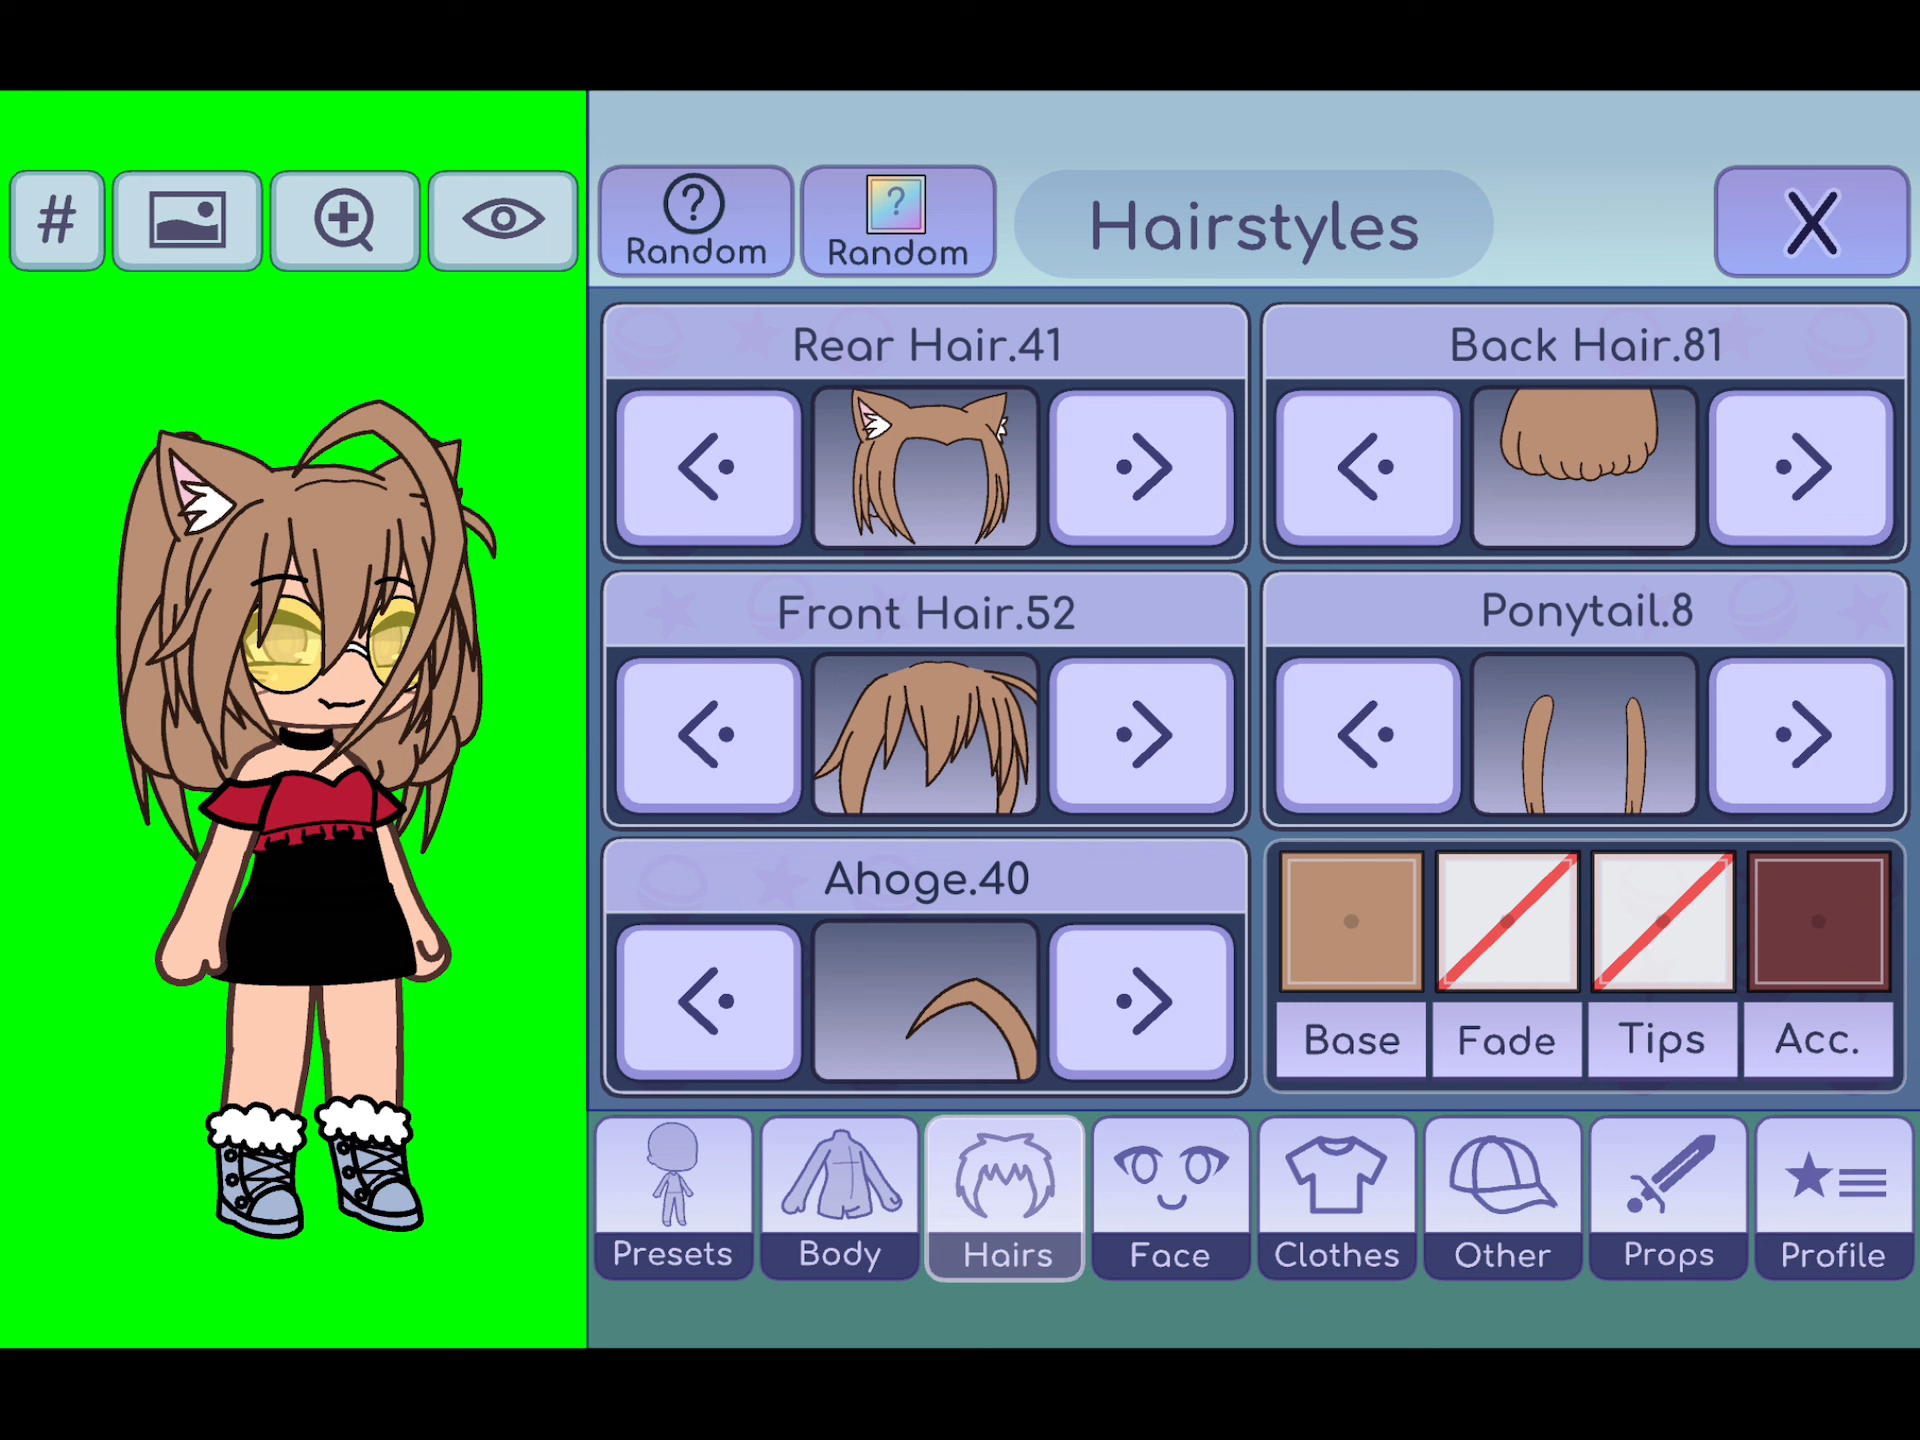 #
Random
Random
Hairstyles
X
Rear Hair.41
Back Hair.81
Front Hair.52
Ponytail.8
Ahoge.40
Base
Fade
Tips
Acc.
Presets
Body
Hairs
Face
Clothes
Other
Props
Profile